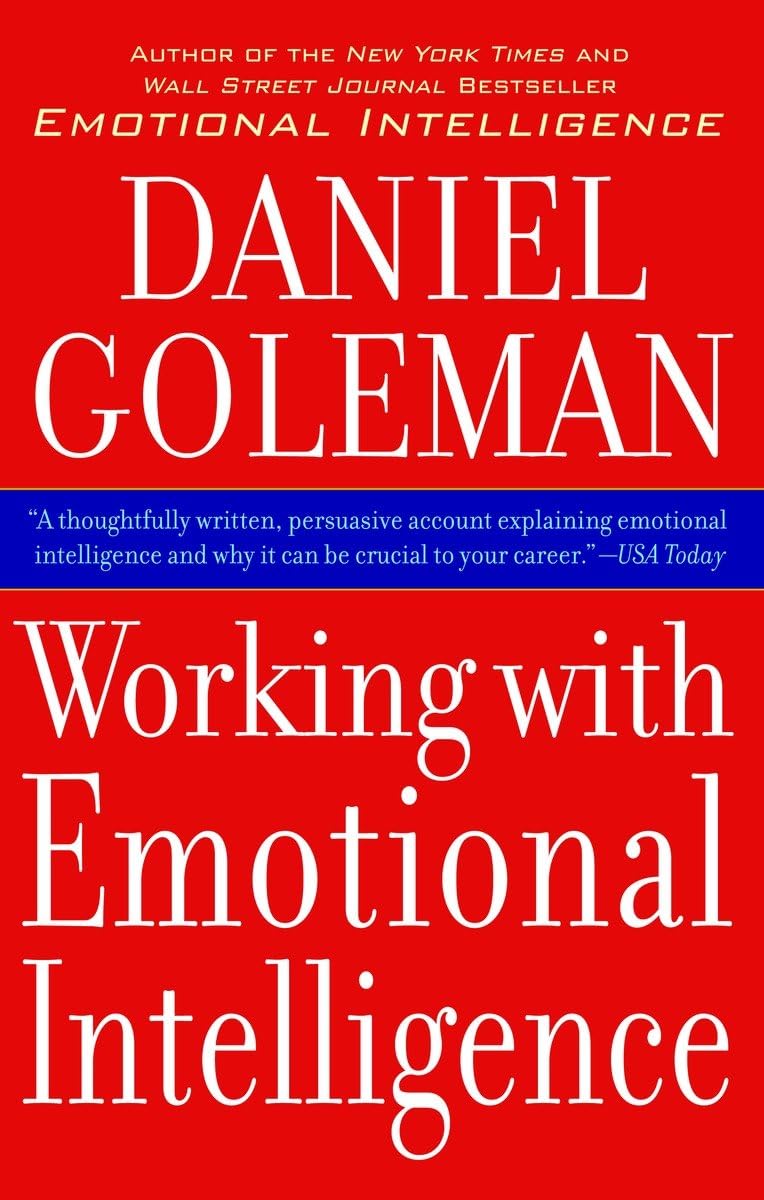 AUTHOR OF THE NEW YORK TIMES AND
WALL STREET JOURNAL BESTSELLER
EMOTIONAL INTELLIGENCE
DANIEL
GOLEMAN
“A thoughtfully written, persuasive account explaining emotional
intelligence and why it can be crucial to your career.”—USA Today
Working with
Emotional
Intelligence